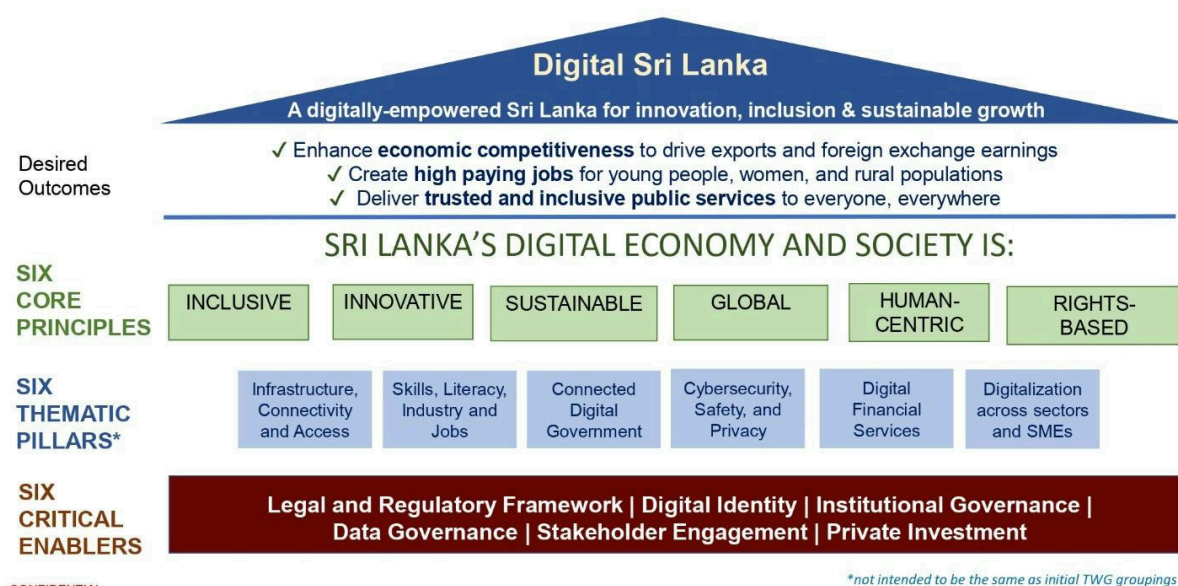 Digital Sri Lanka
A digitally-empowered Sri Lanka for innovation, inclusion & sustainable growth
Desired
Outcomes
✓ Enhance economic competitiveness to drive exports and foreign exchange earnings
✓ Create high paying jobs for young people, women, and rural populations
✓ Deliver trusted and inclusive public services to everyone, everywhere
SRI LANKA'S DIGITAL ECONOMY AND SOCIETY IS:
SIX
CORE
PRINCIPLES
INCLUSIVE
INNOVATIVE
SUSTAINABLE
GLOBAL
HUMAN-
CENTRIC
RIGHTS-
BASED
SIX
THEMATIC
PILLARS*
Infrastructure,
Connectivity
and Access
Skills, Literacy,
Industry and
Jobs
Connected
Digital
Government
Cybersecurity,
Safety, and
Privacy
Digital
Financial
Services
Digitalization
across sectors
and SMEs
SIX
CRITICAL
ENABLERS
Legal and Regulatory Framework | Digital Identity | Institutional Governance |
Data Governance | Stakeholder Engagement | Private Investment
CONFIDENTIAL
*not intended to be the same as initial TWG groupings